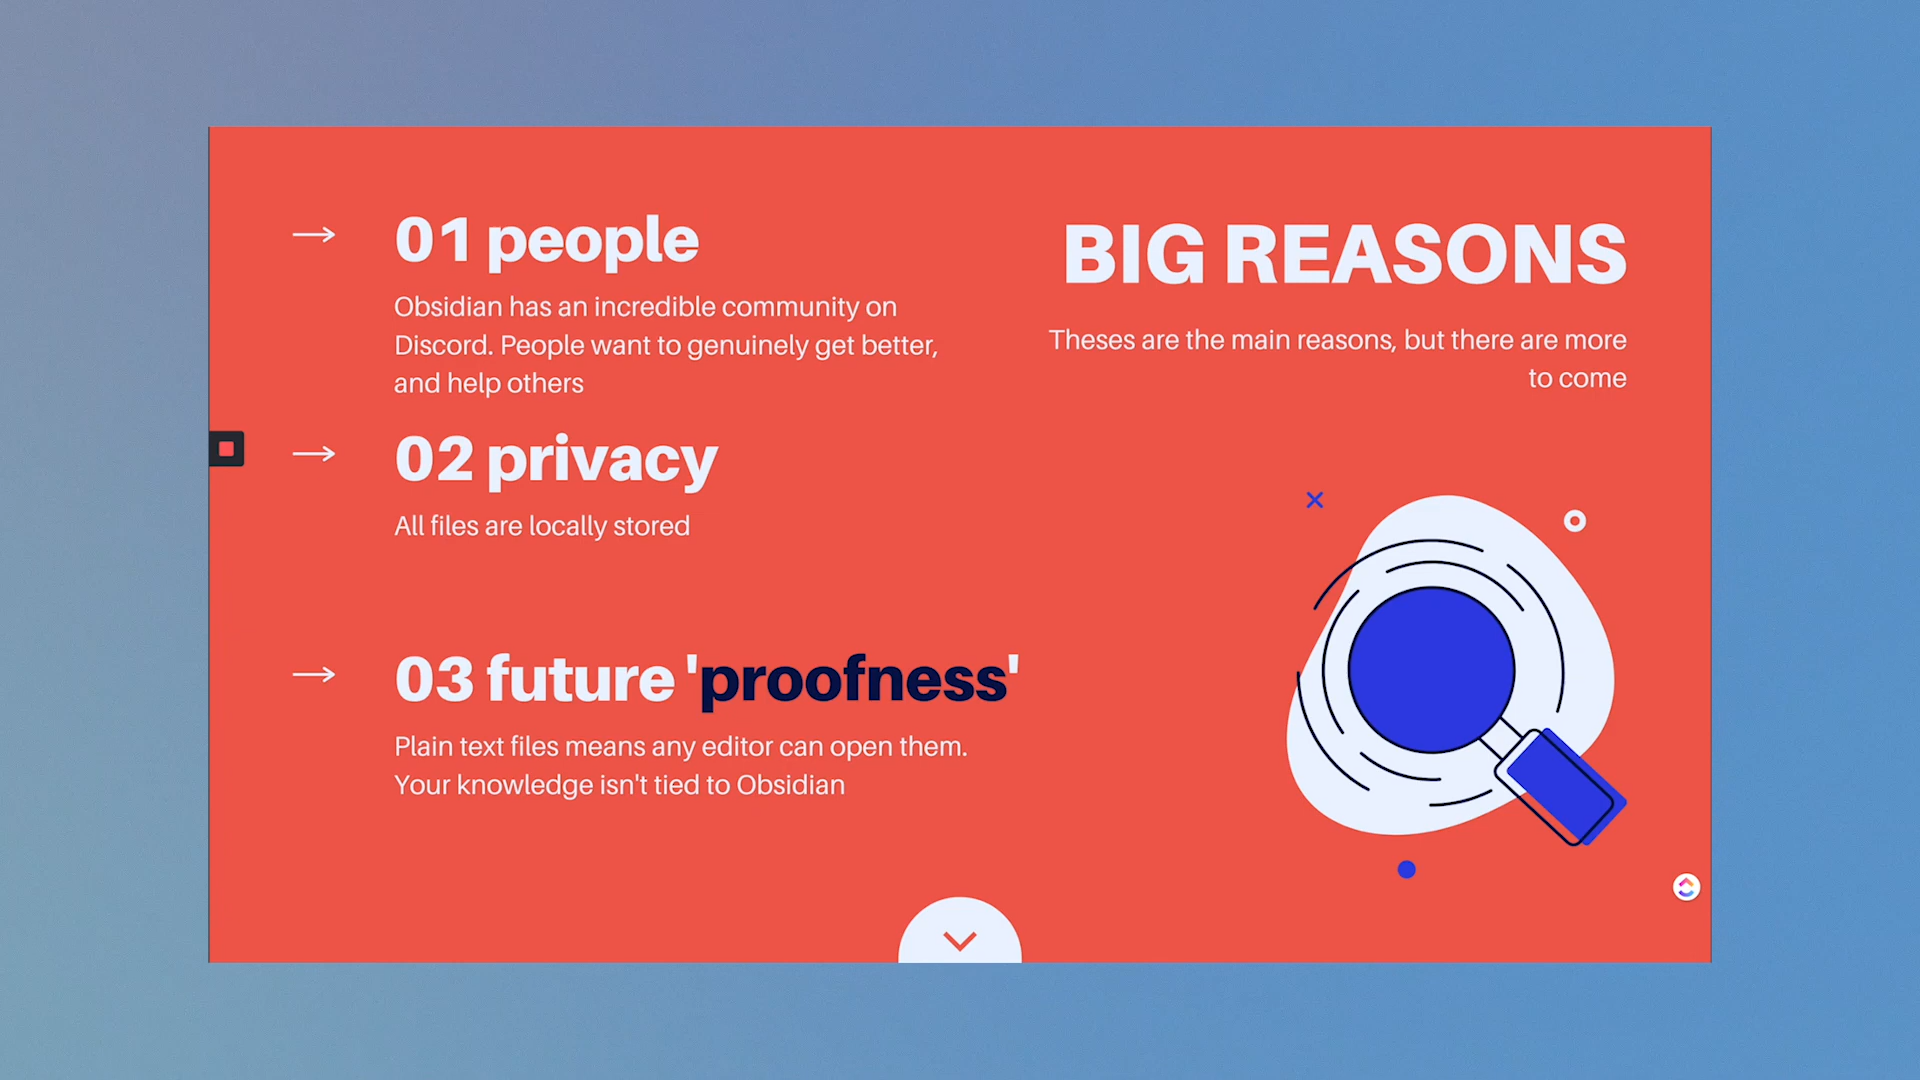 01 people
Obsidian has an incredible community on
Discord. People want to genuinely get better,
and help others
02 privacy
All files are locally stored
03 future 'proofness'
Plain text files means any editor can open them.
Your knowledge isn't tied to Obsidian
BIG REASONS
Theses are the main reasons, but there are more
to come